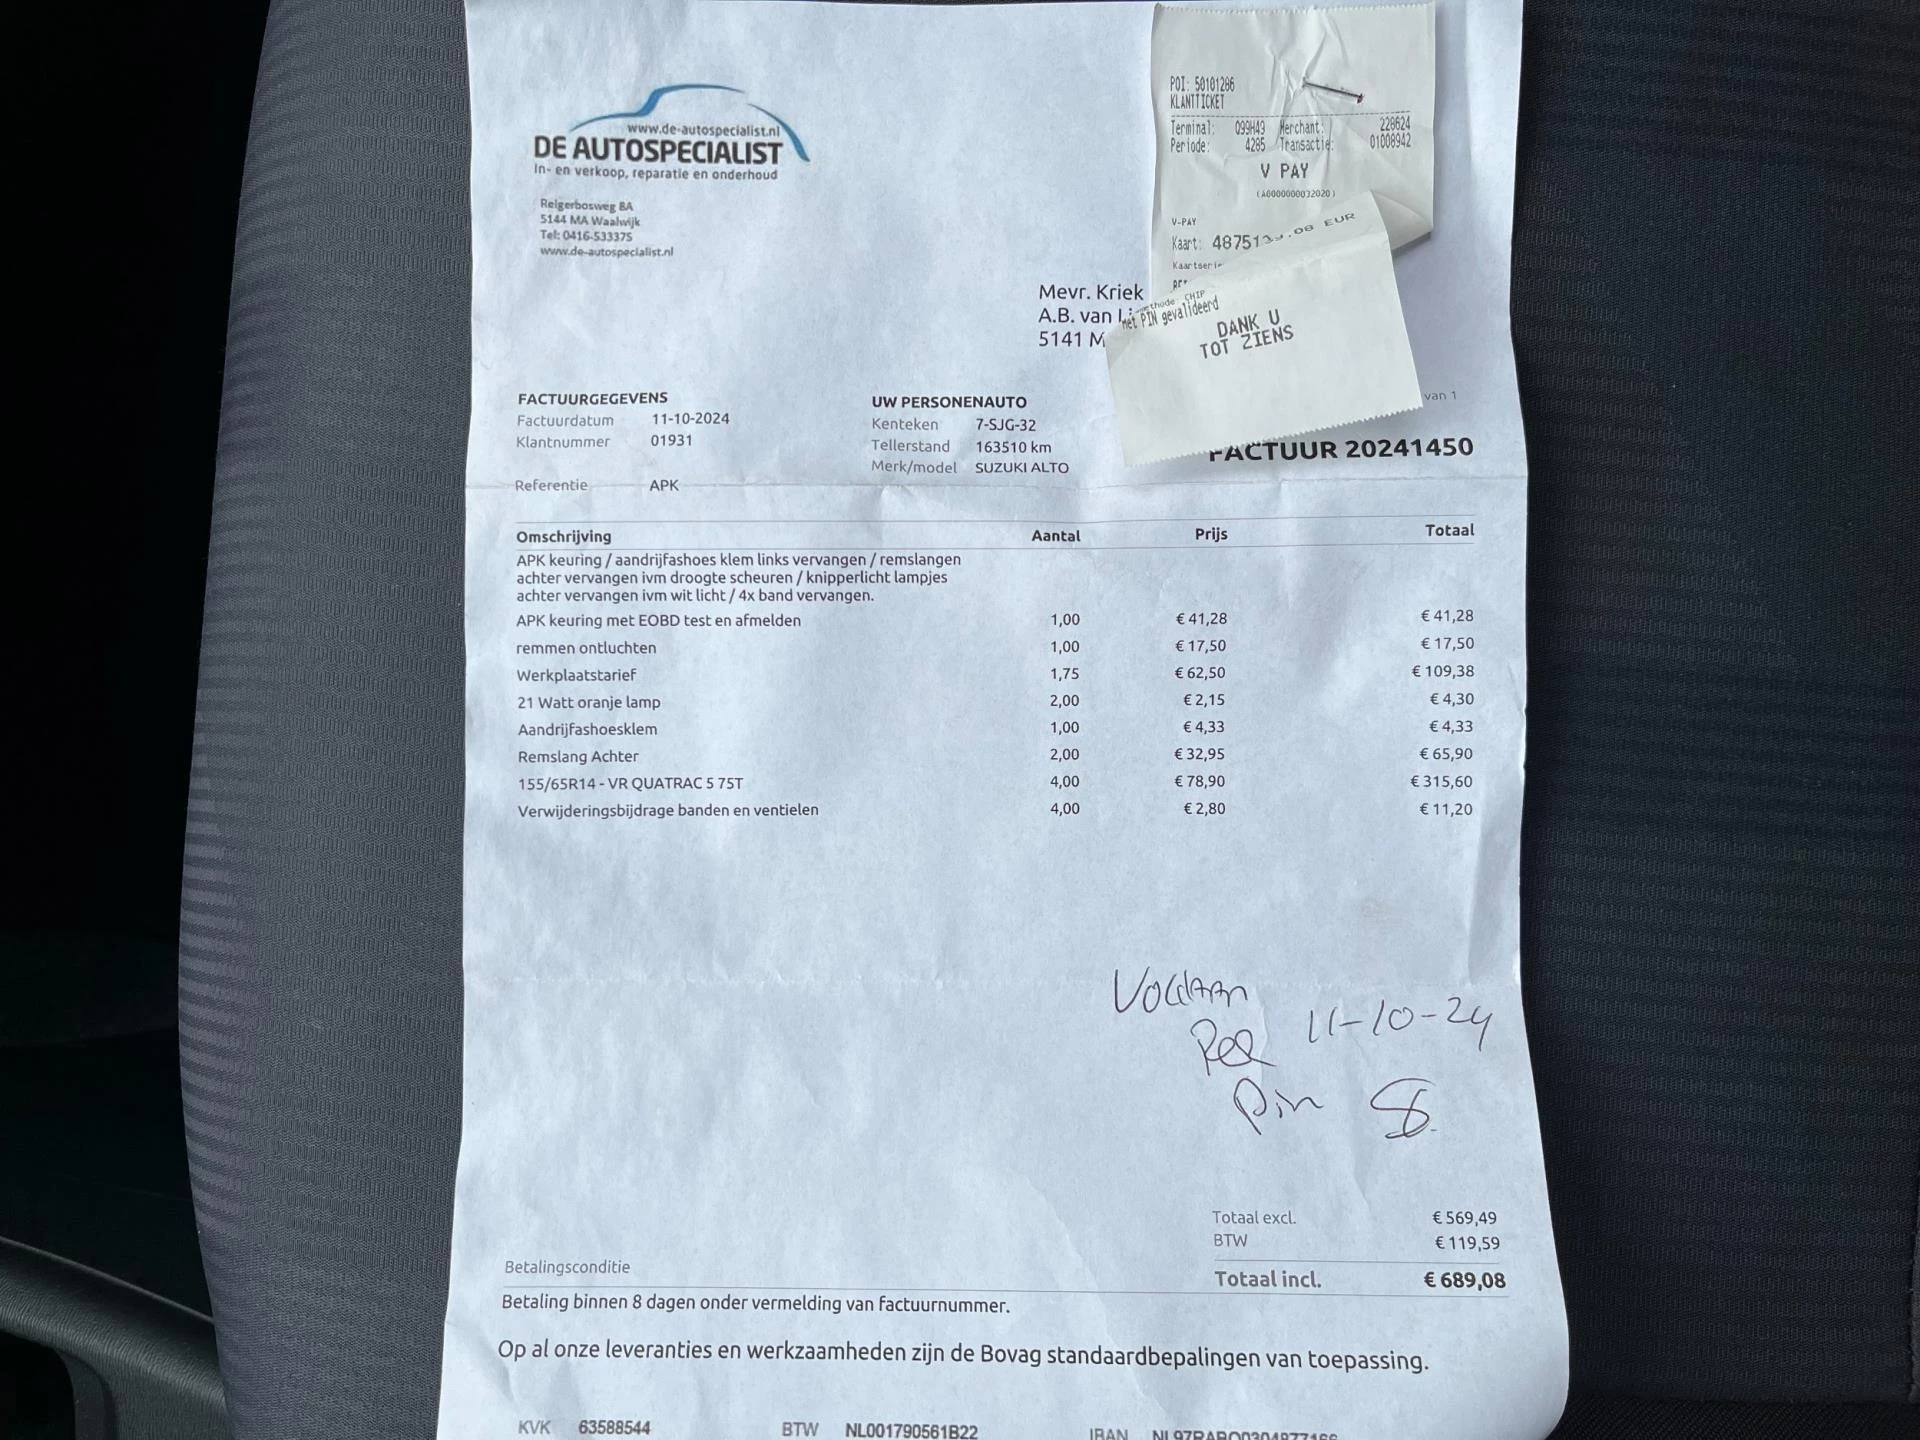 www.de-autospecialist.nl
DE AUTOSPECIALIST
In- en verkoop, reparatie en onderhoud
Reigerbosweg 8A
5144 MA Waalwijk
Tel: 0416-533375
www.de-autospecialist.nl
POI: 50101286
KLANTTICKET
Terminal: 099H49 Merchant: 228624
Periode: 4285 Transactie: 01008942
V PAY
(A0000000032020)
V-PAY
Kaart: 48751
.08 EUR
Kaartserie
CHIP
Met PIN gevalideerd
DANK U
TOT ZIENS
Mevr. Kriek
A.B. van
5141 M
van 1
FACTUURGEGEVENS
Factuurdatum 11-10-2024
Klantnummer 01931
Referentie APK
UW PERSONENAUTO
Kenteken 7-SJG-32
Tellerstand 163510 km
Merk/model SUZUKI ALTO
FACTUUR 20241450
Omschrijving Aantal Prijs Totaal
APK keuring / aandrijfashoes klem links vervangen / remslangen
achter vervangen ivm droogte scheuren / knipperlicht lampjes
achter vervangen ivm wit licht / 4x band vervangen.
APK keuring met EOBD test en afmelden 1,00 € 41,28 € 41,28
remmen ontluchten 1,00 € 17,50 € 17,50
Werkplaatstarief 1,75 € 62,50 € 109,38
21 Watt oranje lamp 2,00 € 2,15 € 4,30
Aandrijfashoesklem 1,00 € 4,33 € 4,33
Remslang Achter 2,00 € 32,95 € 65,90
155/65R14 - VR QUATRAC 5 75T 4,00 € 78,90 € 315,60
Verwijderingsbijdrage banden en ventielen 4,00 € 2,80 € 11,20
Voldaan
Per 11-10-24
Pin
Totaal excl. € 569,49
BTW € 119,59
Totaal incl. € 689,08
Betalingsconditie
Betaling binnen 8 dagen onder vermelding van factuurnummer.
Op al onze leveranties en werkzaamheden zijn de Bovag standaardbepalingen van toepassing.
KVK 63588544 BTW NL001790561B22 IBAN NL97RABO0304877166